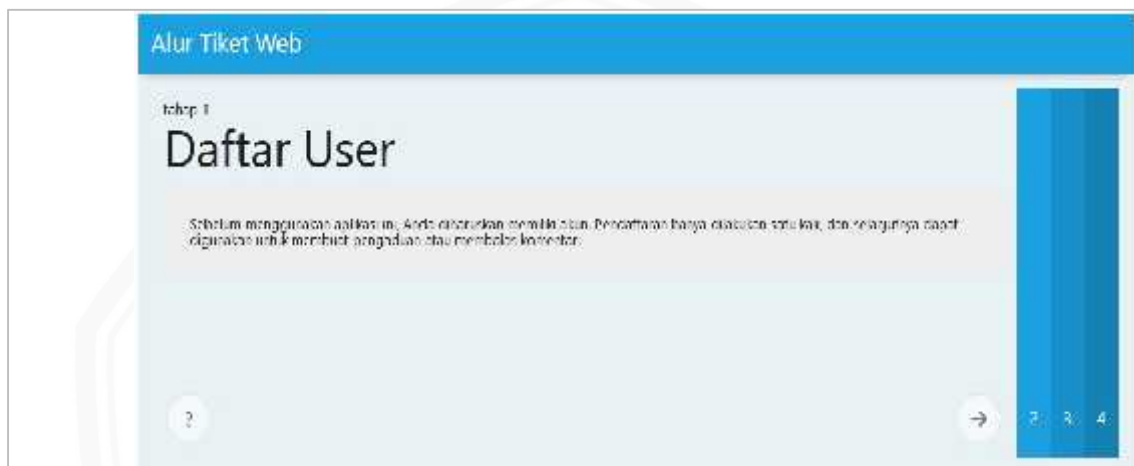 Alur Tiket Web
tahap 1
Daftar User
Sebelum menggunakan aplikasi ini, Anda diharuskan memiliki akun. Pendaftaran hanya dilakukan satu kali, dan selanjutnya dapat
digunakan untuk membuat pengaduan atau membalas komentar.
? → 2 3 4